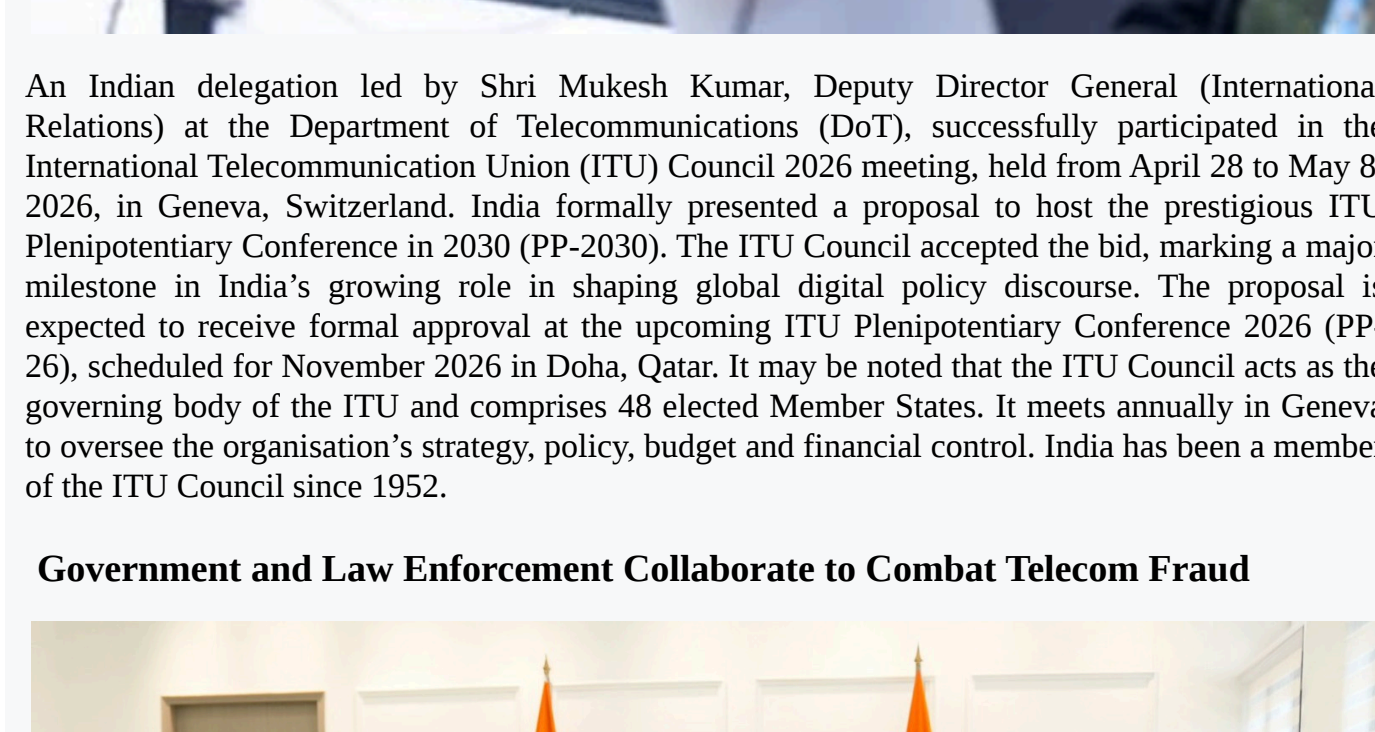 An Indian delegation led by Shri Mukesh Kumar, Deputy Director General (Internationa
Relations) at the Department of Telecommunications (DoT), successfully participated in the
International Telecommunication Union (ITU) Council 2026 meeting, held from April 28 to May 8
2026, in Geneva, Switzerland. India formally presented a proposal to host the prestigious ITU
Plenipotentiary Conference in 2030 (PP-2030). The ITU Council accepted the bid, marking a major
milestone in India’s growing role in shaping global digital policy discourse. The proposal is
expected to receive formal approval at the upcoming ITU Plenipotentiary Conference 2026 (PP-
26), scheduled for November 2026 in Doha, Qatar. It may be noted that the ITU Council acts as the
governing body of the ITU and comprises 48 elected Member States. It meets annually in Geneva
to oversee the organisation’s strategy, policy, budget and financial control. India has been a member
of the ITU Council since 1952.
Government and Law Enforcement Collaborate to Combat Telecom Fraud